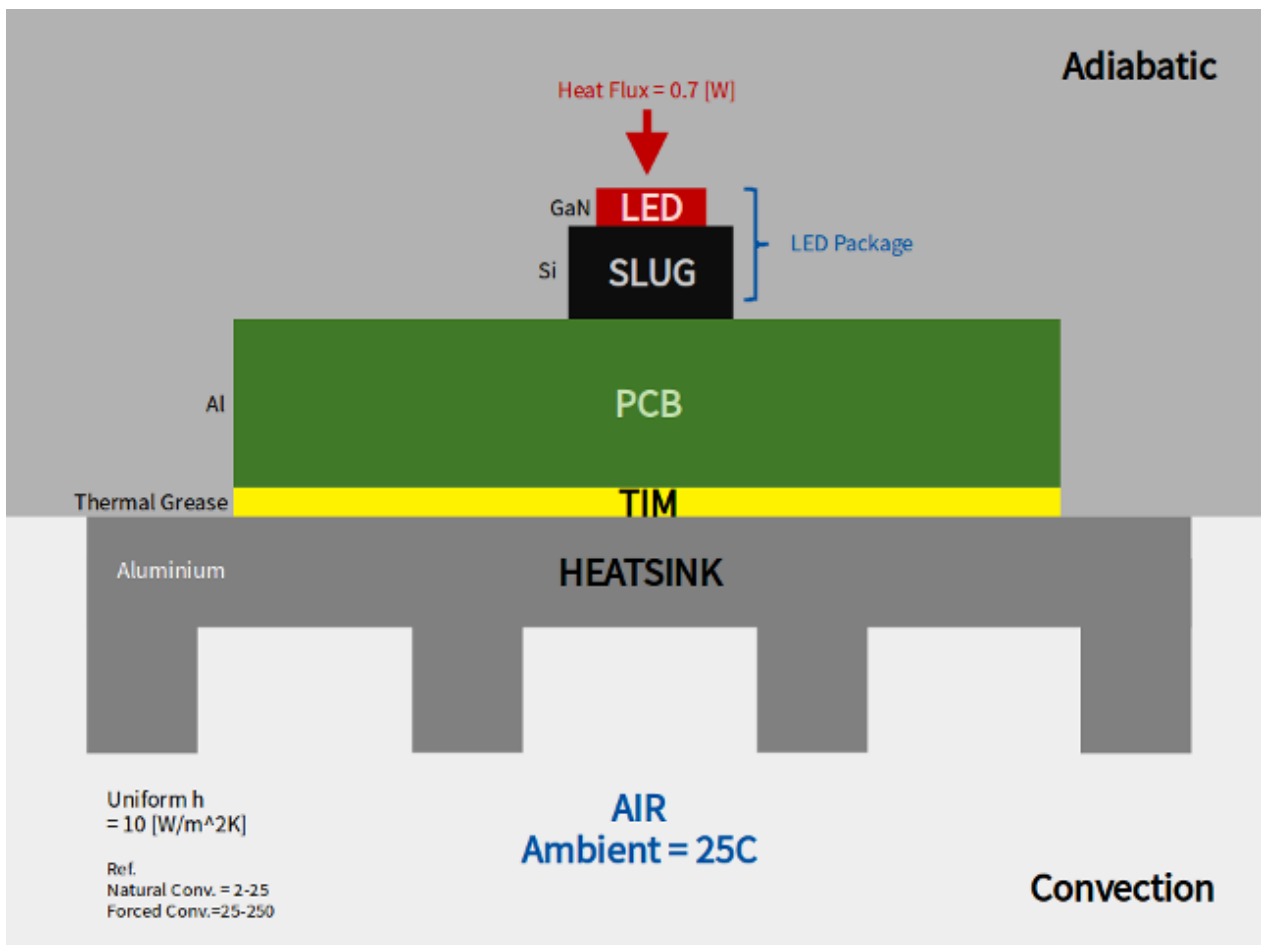 Adiabatic
Heat Flux = 0.7 [W]
GaN
LED
LED Package
Si
SLUG
Al
PCB
Thermal Grease
TIM
Aluminium
HEATSINK
Uniform h
= 10 [W/m^2K]
AIR
Ambient = 25C
Ref.
Natural Conv. = 2-25
Forced Conv.=25-250
Convection